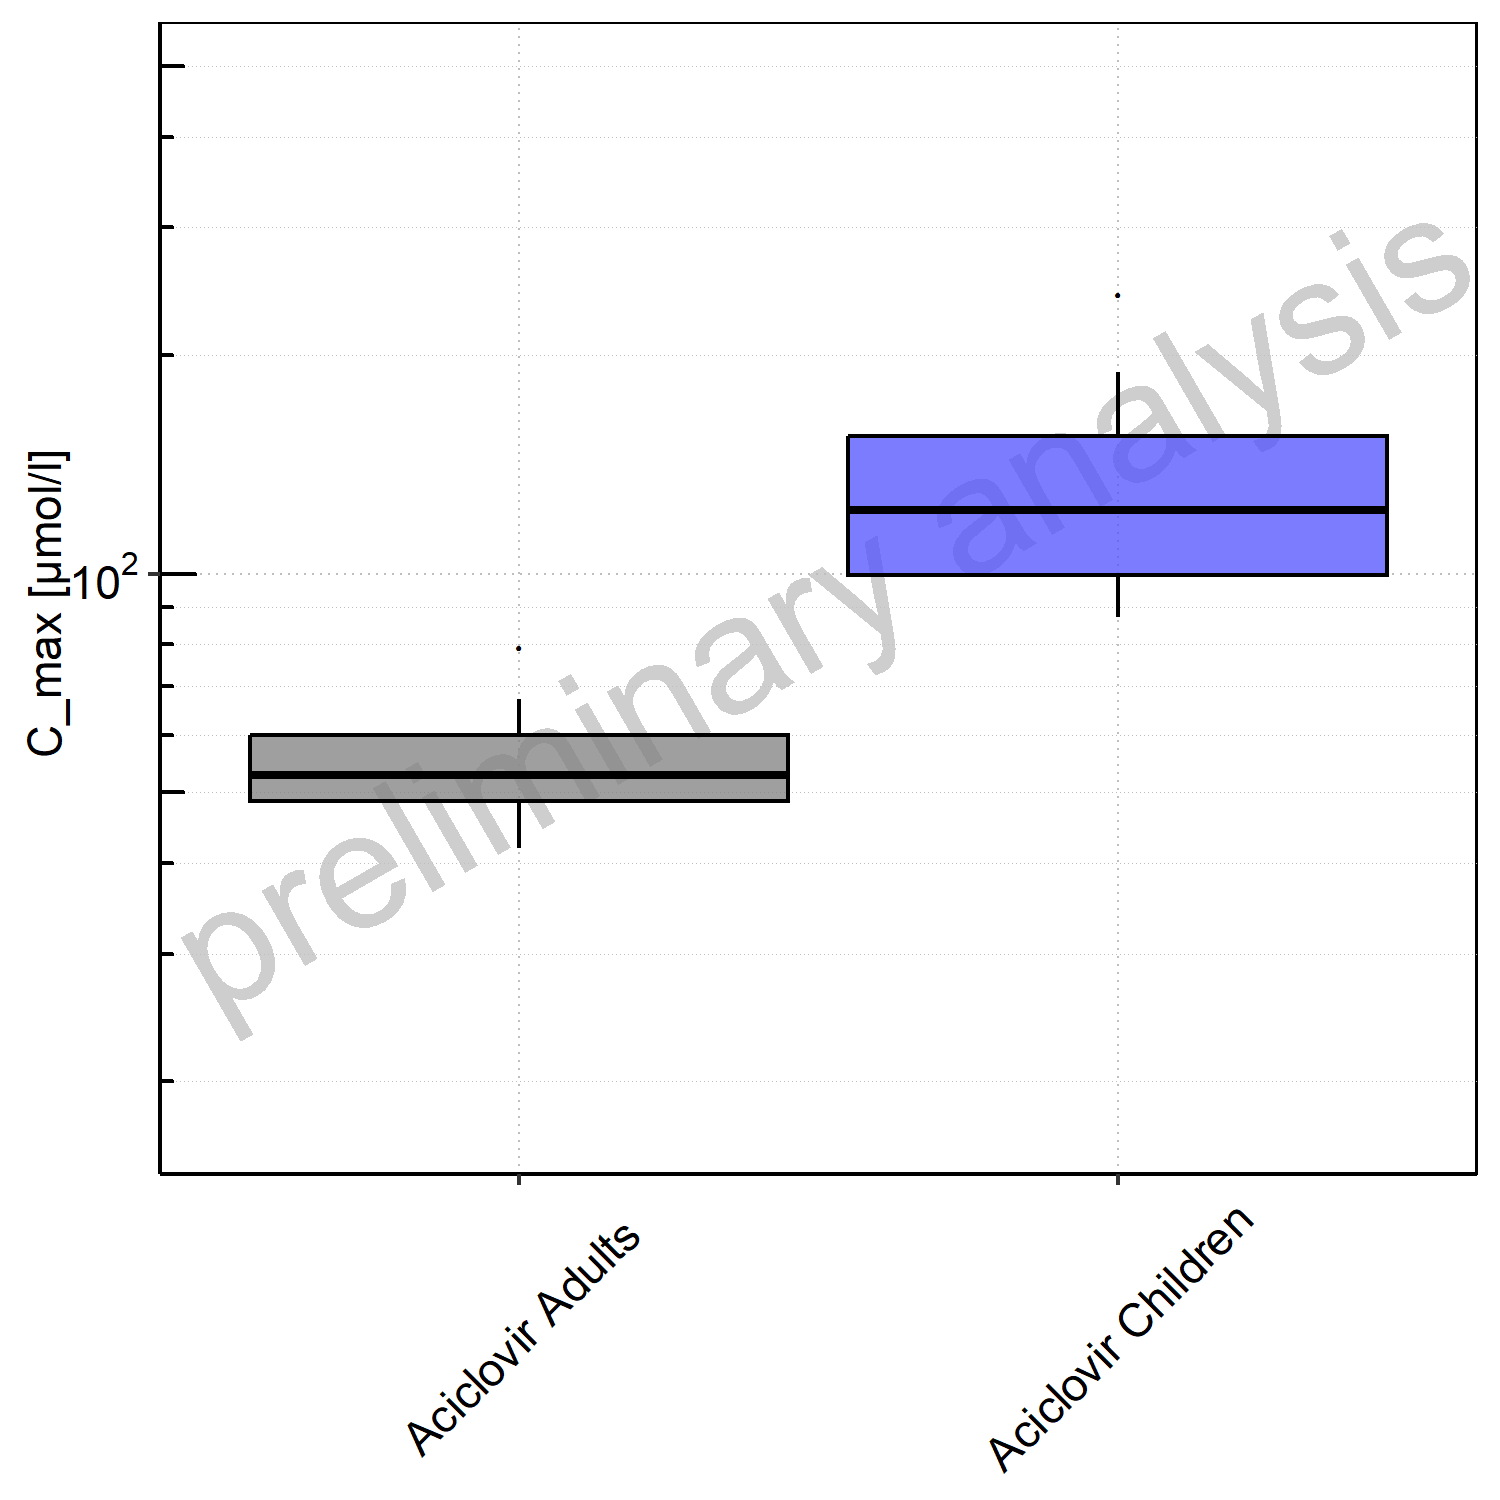 C_max [µmol/l]
10²
preliminary analysis
Aciclovir Adults
Aciclovir Children